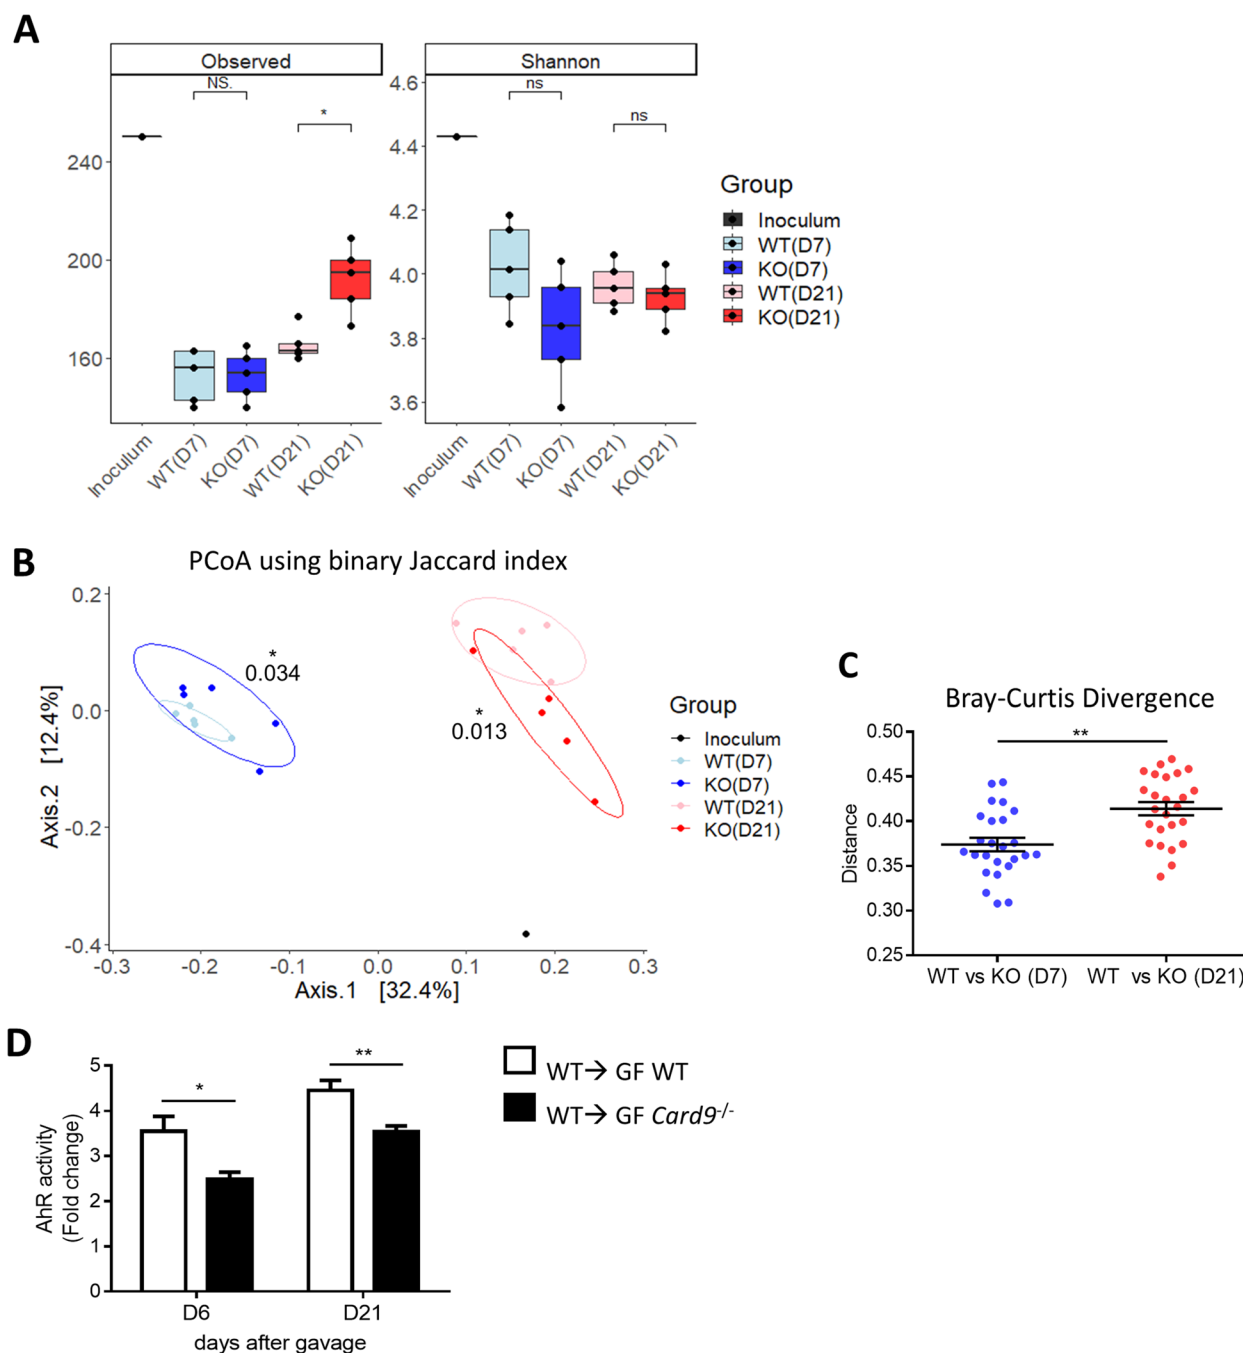 A
Observed
Shannon
NS.
*
ns
ns
240
200
160
4.6
4.4
4.2
4.0
3.8
3.6
Inoculum
WT(D7)
KO(D7)
WT(D21)
KO(D21)
Inoculum
WT(D7)
KO(D7)
WT(D21)
KO(D21)
Group
Inoculum
WT(D7)
KO(D7)
WT(D21)
KO(D21)
B
PCoA using binary Jaccard index
Axis.2 [12.4%]
0.2
0.0
-0.2
-0.4
*
0.034
*
0.013
-0.3
-0.2
-0.1
0.0
0.1
0.2
0.3
Axis.1 [32.4%]
Group
Inoculum
WT(D7)
KO(D7)
WT(D21)
KO(D21)
C
Bray-Curtis Divergence
**
Distance
0.50
0.45
0.40
0.35
0.30
0.25
WT vs KO (D7)
WT vs KO (D21)
D
AhR activity
(Fold change)
5
4
3
2
1
0
*
**
D6
D21
days after gavage
WT→ GF WT
WT→ GF Card9-/-